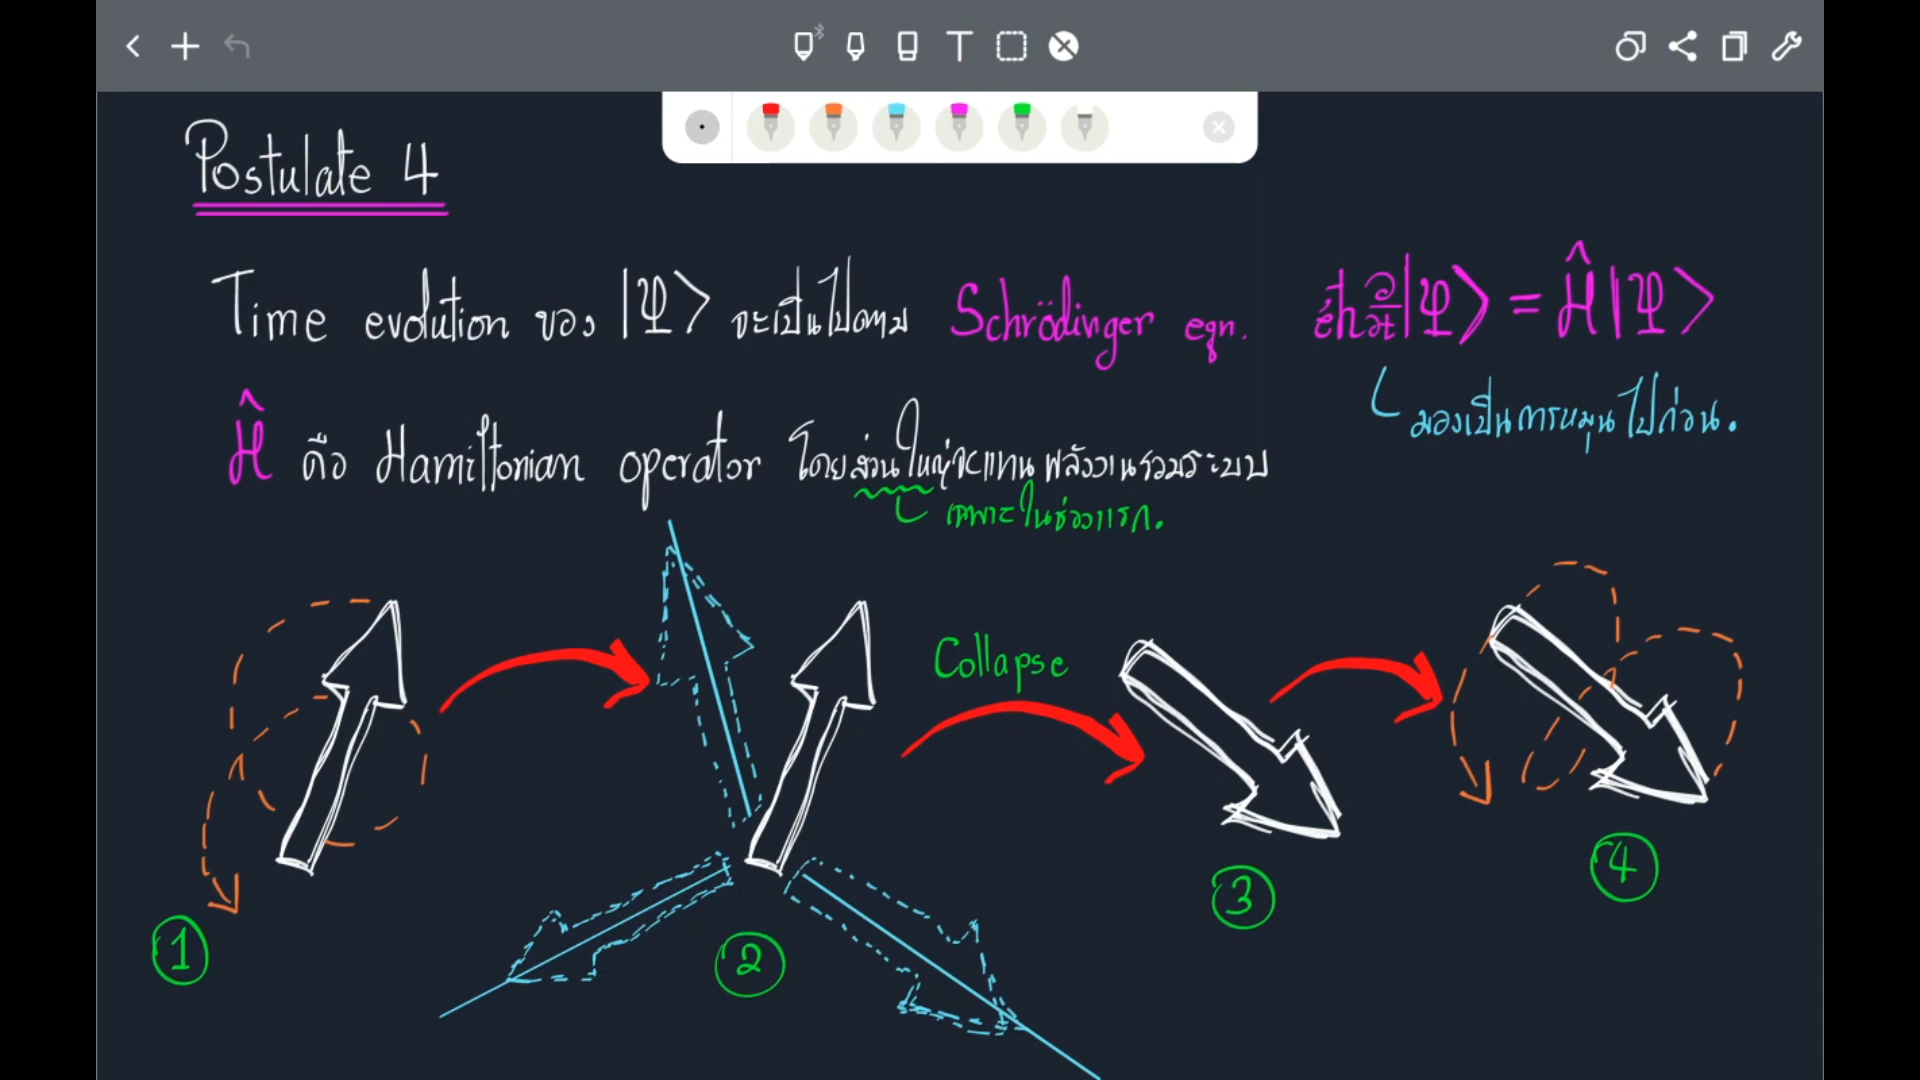 Postulate 4
Time evolution ของ |Ψ⟩ จะเป็นไปตาม Schrödinger eqn. iħ ∂/∂t |Ψ⟩ = Ĥ|Ψ⟩
มองเป็นการหมุนไปก่อน.
Ĥ คือ Hamiltonian operator โดยส่วนใหญ่จะแทนพลังงานรวมระบบ
เฉพาะในช่วงแรก.
Collapse
1
2
3
4